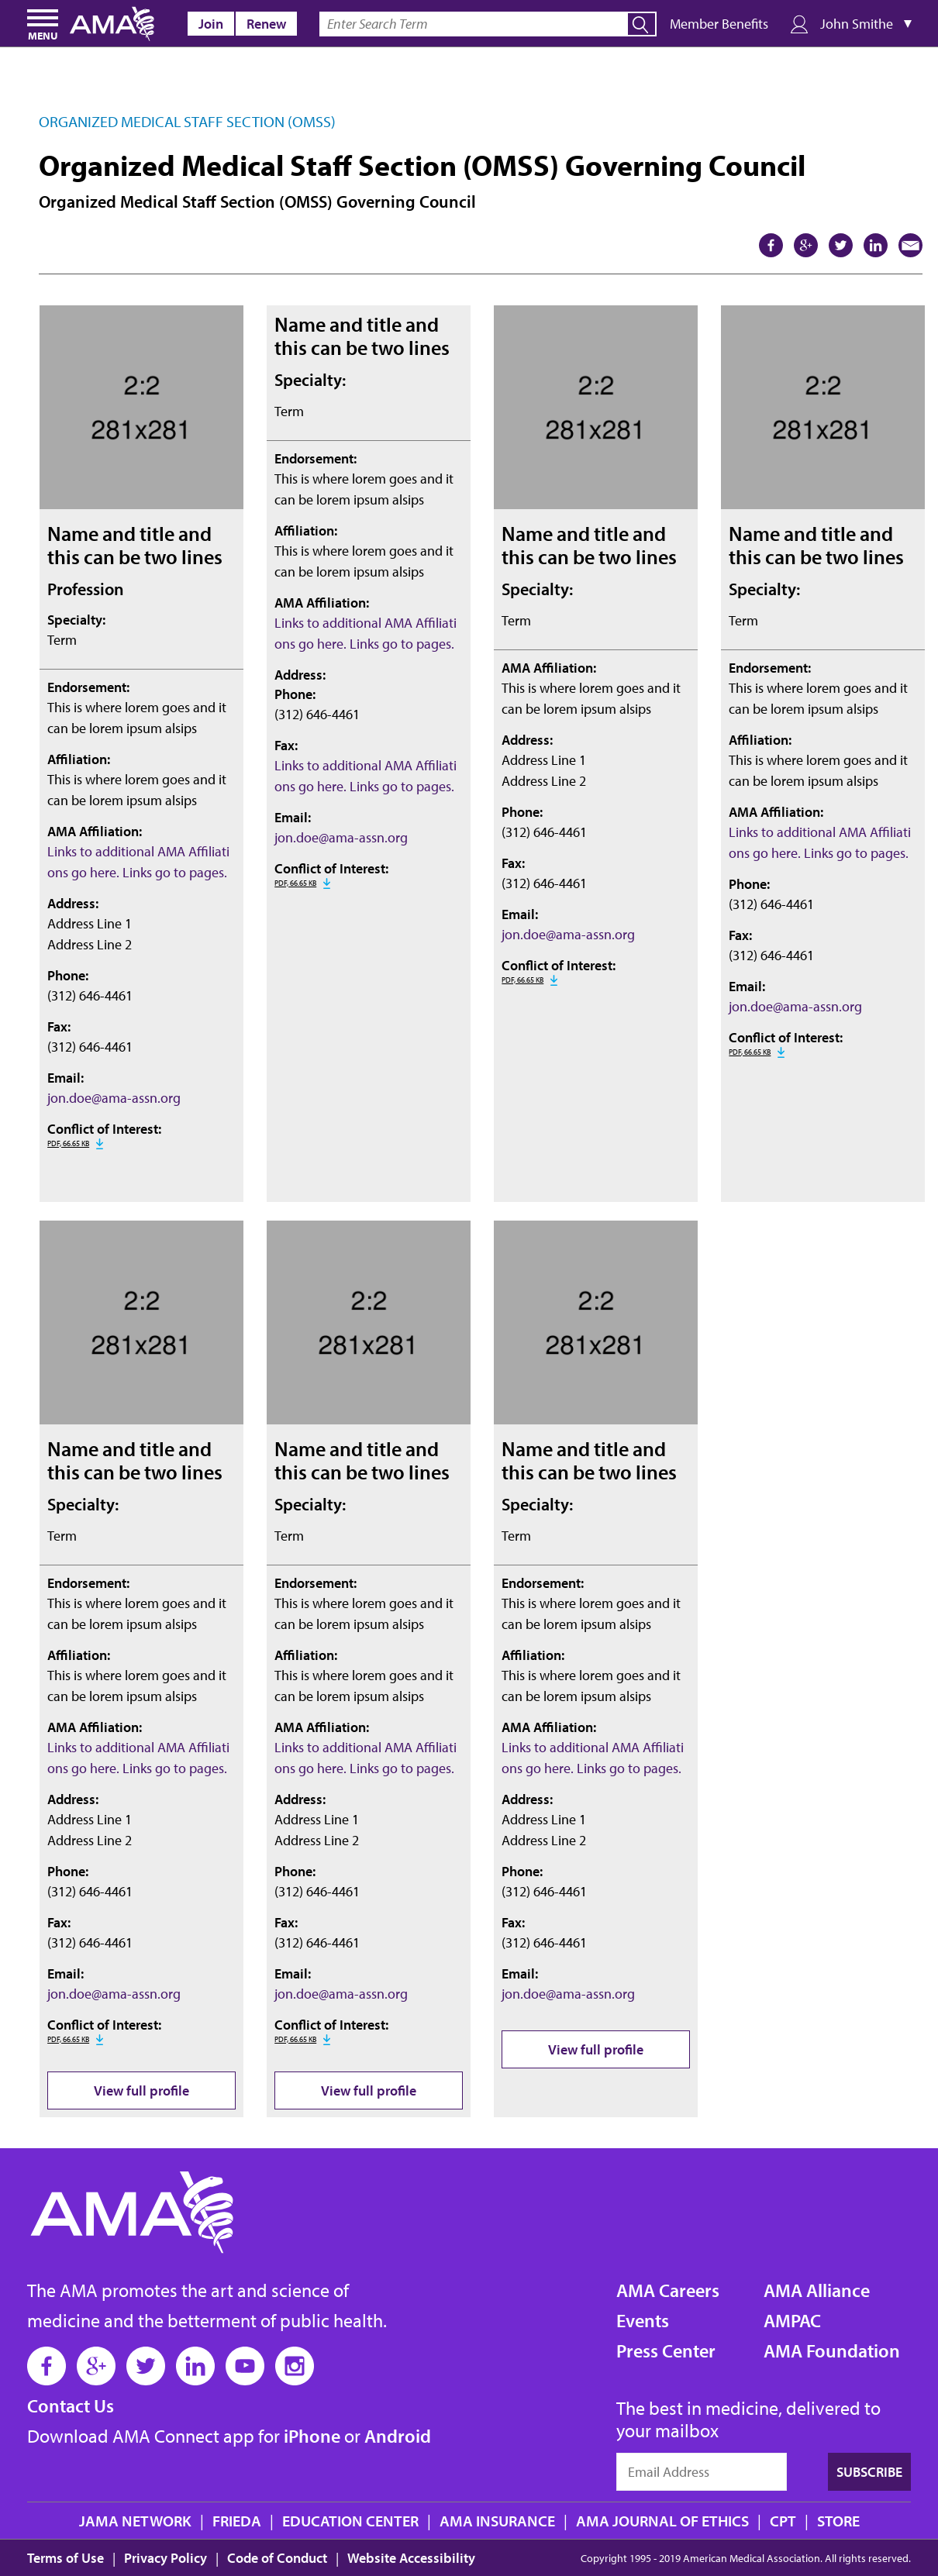 MENU
AMA
Join
Renew
Enter Search Term
Member Benefits
John Smithe
ORGANIZED MEDICAL STAFF SECTION (OMSS)
Organized Medical Staff Section (OMSS) Governing Council
Organized Medical Staff Section (OMSS) Governing Council
2:2
281x281
Name and title and
this can be two lines
Profession
Specialty:
Term
Endorsement:
This is where lorem goes and it
can be lorem ipsum alsips
Affiliation:
This is where lorem goes and it
can be lorem ipsum alsips
AMA Affiliation:
Links to additional AMA Affiliati
ons go here. Links go to pages.
Address:
Address Line 1
Address Line 2
Phone:
(312) 646-4461
Fax:
(312) 646-4461
Email:
jon.doe@ama-assn.org
Conflict of Interest:
PDF, 66.65 KB
Name and title and
this can be two lines
Specialty:
Term
Endorsement:
This is where lorem goes and it
can be lorem ipsum alsips
Affiliation:
This is where lorem goes and it
can be lorem ipsum alsips
AMA Affiliation:
Links to additional AMA Affiliati
ons go here. Links go to pages.
Address:
Phone:
(312) 646-4461
Fax:
Links to additional AMA Affiliati
ons go here. Links go to pages.
Email:
jon.doe@ama-assn.org
Conflict of Interest:
PDF, 66.65 KB
2:2
281x281
Name and title and
this can be two lines
Specialty:
Term
AMA Affiliation:
This is where lorem goes and it
can be lorem ipsum alsips
Address:
Address Line 1
Address Line 2
Phone:
(312) 646-4461
Fax:
(312) 646-4461
Email:
jon.doe@ama-assn.org
Conflict of Interest:
PDF, 66.65 KB
2:2
281x281
Name and title and
this can be two lines
Specialty:
Term
Endorsement:
This is where lorem goes and it
can be lorem ipsum alsips
Affiliation:
This is where lorem goes and it
can be lorem ipsum alsips
AMA Affiliation:
Links to additional AMA Affiliati
ons go here. Links go to pages.
Phone:
(312) 646-4461
Fax:
(312) 646-4461
Email:
jon.doe@ama-assn.org
Conflict of Interest:
PDF, 66.65 KB
2:2
281x281
Name and title and
this can be two lines
Specialty:
Term
Endorsement:
This is where lorem goes and it
can be lorem ipsum alsips
Affiliation:
This is where lorem goes and it
can be lorem ipsum alsips
AMA Affiliation:
Links to additional AMA Affiliati
ons go here. Links go to pages.
Address:
Address Line 1
Address Line 2
Phone:
(312) 646-4461
Fax:
(312) 646-4461
Email:
jon.doe@ama-assn.org
Conflict of Interest:
PDF, 66.65 KB
View full profile
2:2
281x281
Name and title and
this can be two lines
Specialty:
Term
Endorsement:
This is where lorem goes and it
can be lorem ipsum alsips
Affiliation:
This is where lorem goes and it
can be lorem ipsum alsips
AMA Affiliation:
Links to additional AMA Affiliati
ons go here. Links go to pages.
Address:
Address Line 1
Address Line 2
Phone:
(312) 646-4461
Fax:
(312) 646-4461
Email:
jon.doe@ama-assn.org
Conflict of Interest:
PDF, 66.65 KB
View full profile
2:2
281x281
Name and title and
this can be two lines
Specialty:
Term
Endorsement:
This is where lorem goes and it
can be lorem ipsum alsips
Affiliation:
This is where lorem goes and it
can be lorem ipsum alsips
AMA Affiliation:
Links to additional AMA Affiliati
ons go here. Links go to pages.
Address:
Address Line 1
Address Line 2
Phone:
(312) 646-4461
Fax:
(312) 646-4461
Email:
jon.doe@ama-assn.org
View full profile
AMA
The AMA promotes the art and science of
medicine and the betterment of public health.
Contact Us
Download AMA Connect app for iPhone or Android
AMA Careers
Events
Press Center
AMA Alliance
AMPAC
AMA Foundation
The best in medicine, delivered to
your mailbox
Email Address
SUBSCRIBE
JAMA NETWORK | FRIEDA | EDUCATION CENTER | AMA INSURANCE | AMA JOURNAL OF ETHICS | CPT | STORE
Terms of Use | Privacy Policy | Code of Conduct | Website Accessibility
Copyright 1995 - 2019 American Medical Association. All rights reserved.